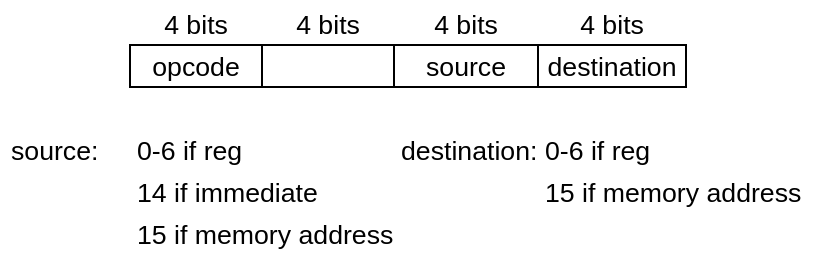 4 bits 4 bits 4 bits 4 bits
opcode source destination
source: 0-6 if reg destination: 0-6 if reg
14 if immediate 15 if memory address
15 if memory address